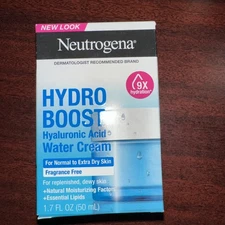 NEW LOOK
Neutrogena®
DERMATOLOGIST RECOMMENDED BRAND
9X
hydration*
HYDRO
BOOST
Hyaluronic Acid+
Water Cream
For Normal to Extra Dry Skin
Fragrance Free
For replenished, dewy skin
+Natural Moisturizing Factors
+Essential Lipids
1.7 FL OZ (50 mL)